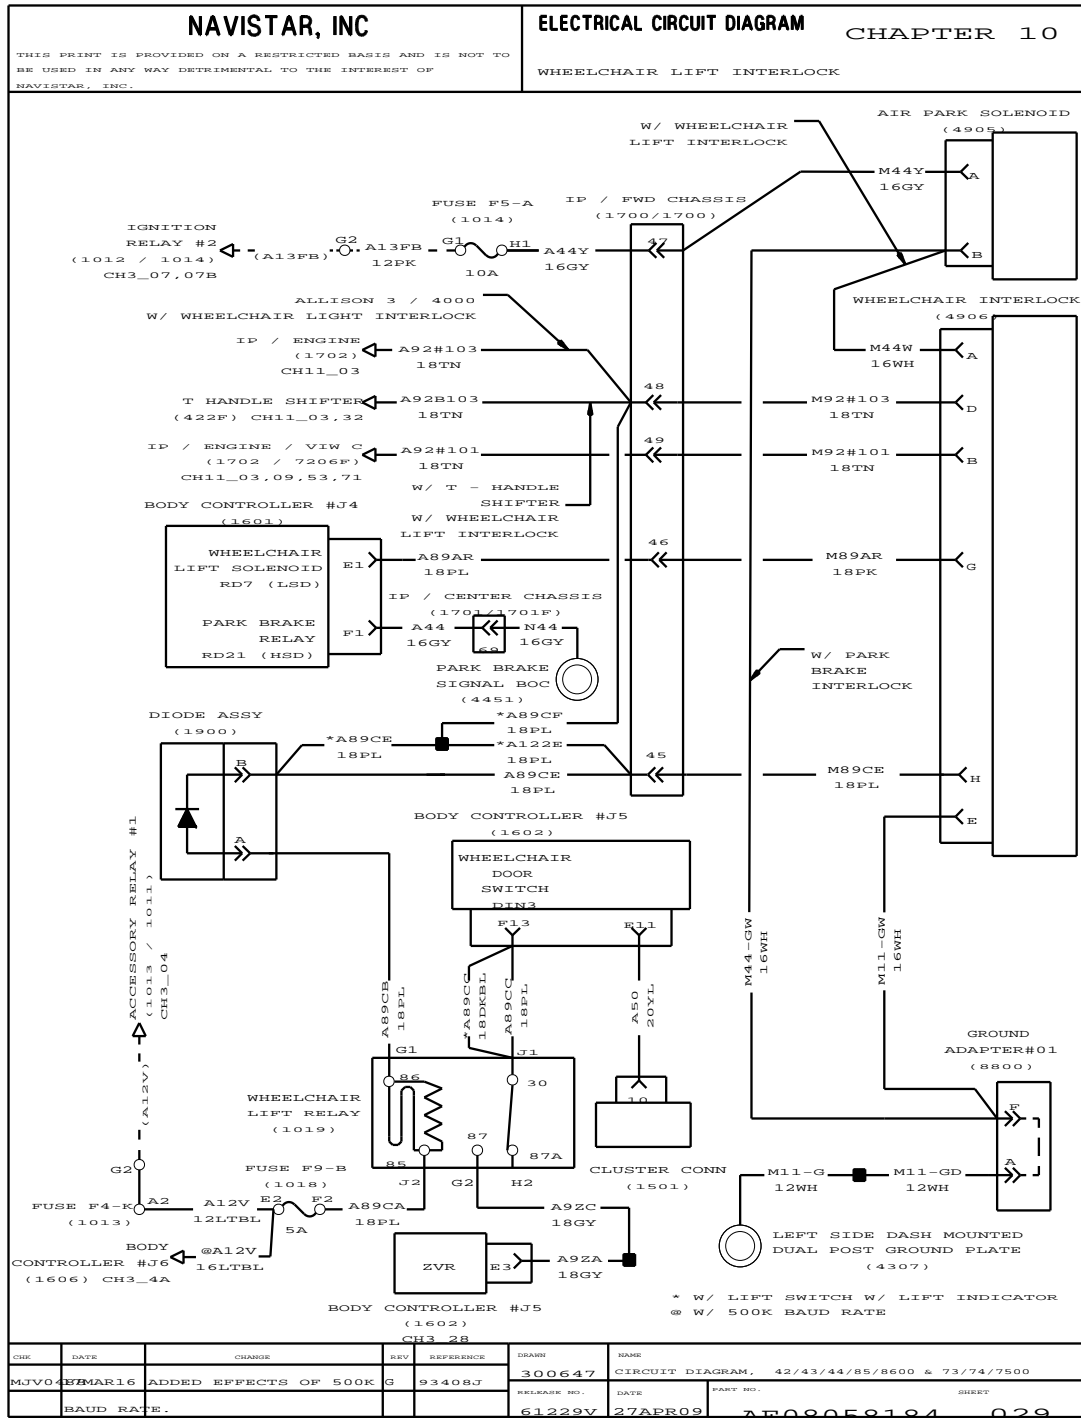 NAVISTAR, INC
THIS PRINT IS PROVIDED ON A RESTRICTED BASIS AND IS NOT TO
BE USED IN ANY WAY DETRIMENTAL TO THE INTEREST OF
NAVISTAR, INC.
ELECTRICAL CIRCUIT DIAGRAM
CHAPTER 10
WHEELCHAIR LIFT INTERLOCK
AIR PARK SOLENOID
(4905)
W/ WHEELCHAIR
LIFT INTERLOCK
M44Y
16GY
A
B
FUSE F5-A
(1014)
IP / FWD CHASSIS
(1700/1700)
IGNITION
RELAY #2
(1012 / 1014)
CH3_07,07B
(A13FB)
G2
A13FB
12PK
G1
H1
10A
A44Y
16GY
47
ALLISON 3 / 4000
W/ WHEELCHAIR LIGHT INTERLOCK
WHEELCHAIR INTERLOCK
(4906)
IP / ENGINE
(1702)
CH11_03
A92#103
18TN
M44W
16WH
A
T HANDLE SHIFTER
(422F) CH11_03,32
A92B103
18TN
48
M92#103
18TN
D
IP / ENGINE / VIW C
(1702 / 7206F)
CH11_03,09,53,71
A92#101
18TN
49
M92#101
18TN
B
W/ T - HANDLE
SHIFTER
W/ WHEELCHAIR
LIFT INTERLOCK
BODY CONTROLLER #J4
(1601)
WHEELCHAIR
LIFT SOLENOID
RD7 (LSD)
E1
A89AR
18PL
46
M89AR
18PK
G
IP / CENTER CHASSIS
(1701/1701F)
PARK BRAKE
RELAY
RD21 (HSD)
F1
A44
16GY
68
N44
16GY
PARK BRAKE
SIGNAL BOC
(4451)
W/ PARK
BRAKE
INTERLOCK
DIODE ASSY
(1900)
*A89CF
18PL
*A89CE
18PL
*A122E
18PL
B
A89CE
18PL
45
M89CE
18PL
H
E
A
BODY CONTROLLER #J5
(1602)
WHEELCHAIR
DOOR
SWITCH
DIN3
F13
E11
ACCESSORY RELAY #1
(1013 / 1011)
CH3_04
(A12V)
A89CB
18PL
*A89CC
18DKBL
A89CC
18PL
A50
20YL
M44-GW
16WH
M11-GW
16WH
G1
J1
86
30
WHEELCHAIR
LIFT RELAY
(1019)
87
87A
85
J2
G2
H2
10
CLUSTER CONN
(1501)
GROUND
ADAPTER#01
(8800)
F
A
M11-G
12WH
M11-GD
12WH
G2
FUSE F4-K
(1013)
A2
A12V
12LTBL
FUSE F9-B
(1018)
E2
F2
5A
A89CA
18PL
A9ZC
18GY
BODY
CONTROLLER #J6
(1606) CH3_4A
@A12V
16LTBL
ZVR
E3
A9ZA
18GY
BODY CONTROLLER #J5
(1602)
CH3_28
LEFT SIDE DASH MOUNTED
DUAL POST GROUND PLATE
(4307)
* W/ LIFT SWITCH W/ LIFT INDICATOR
@ W/ 500K BAUD RATE
CHK DATE CHANGE REV REFERENCE
ADDED EFFECTS OF 500K G 93408J
BAUD RATE.
DRAWN
300647
NAME
CIRCUIT DIAGRAM, 42/43/44/85/8600 & 73/74/7500
RELEASE NO.
61229V
DATE
27APR09
PART NO.
AF08058184
SHEET
029